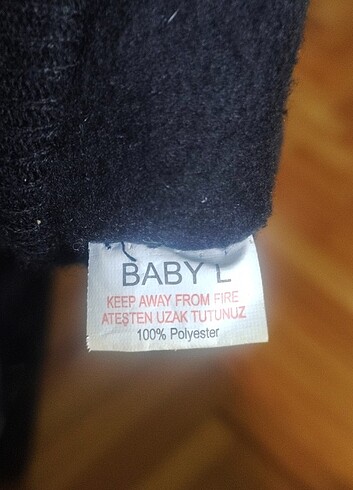 BABY L
KEEP AWAY FROM FIRE
ATEŞTEN UZAK TUTUNUZ
100% Polyester